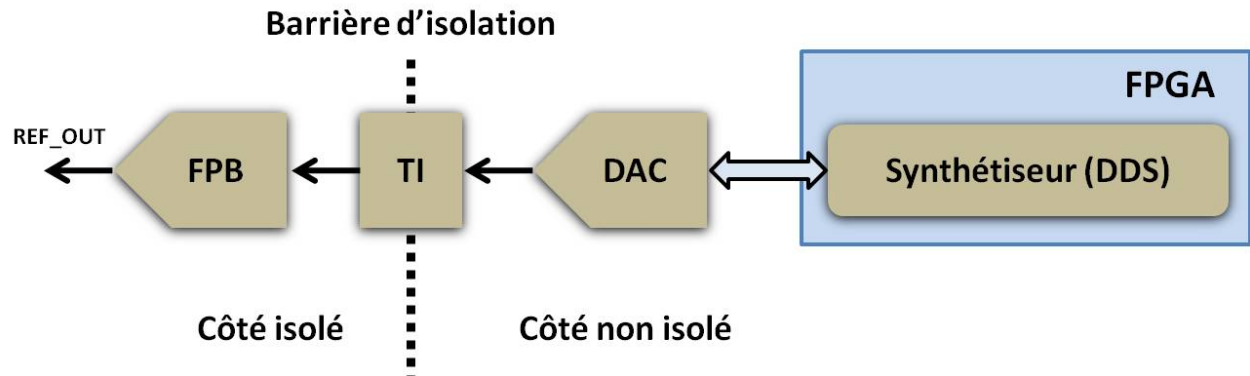 Barrière d'isolation
FPGA
REF_OUT
FPB
TI
DAC
Synthétiseur (DDS)
Côté isolé
Côté non isolé